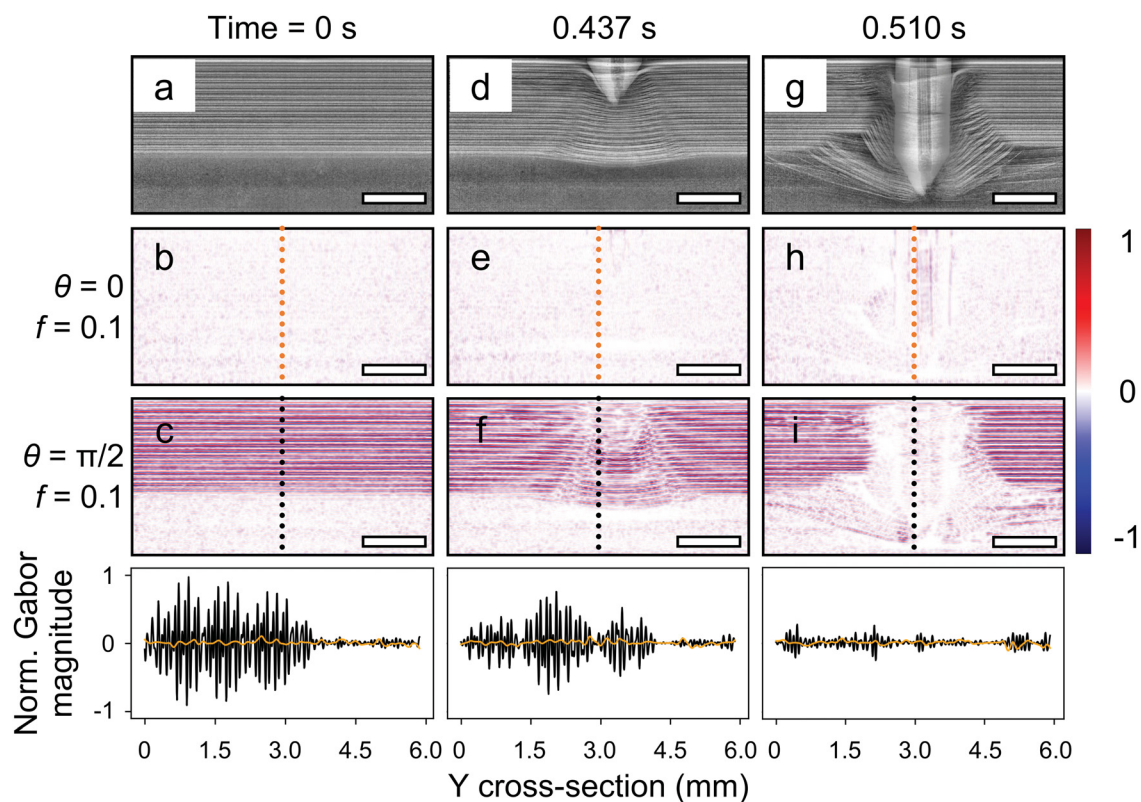 Time = 0 s 0.437 s 0.510 s
a d g
b e h
θ = 0
f = 0.1
c f i
θ = π/2
f = 0.1
1
0
-1
Norm. Gabor
magnitude
1
0
-1
0 1.5 3.0 4.5 6.0 0 1.5 3.0 4.5 6.0 0 1.5 3.0 4.5 6.0
Y cross-section (mm)